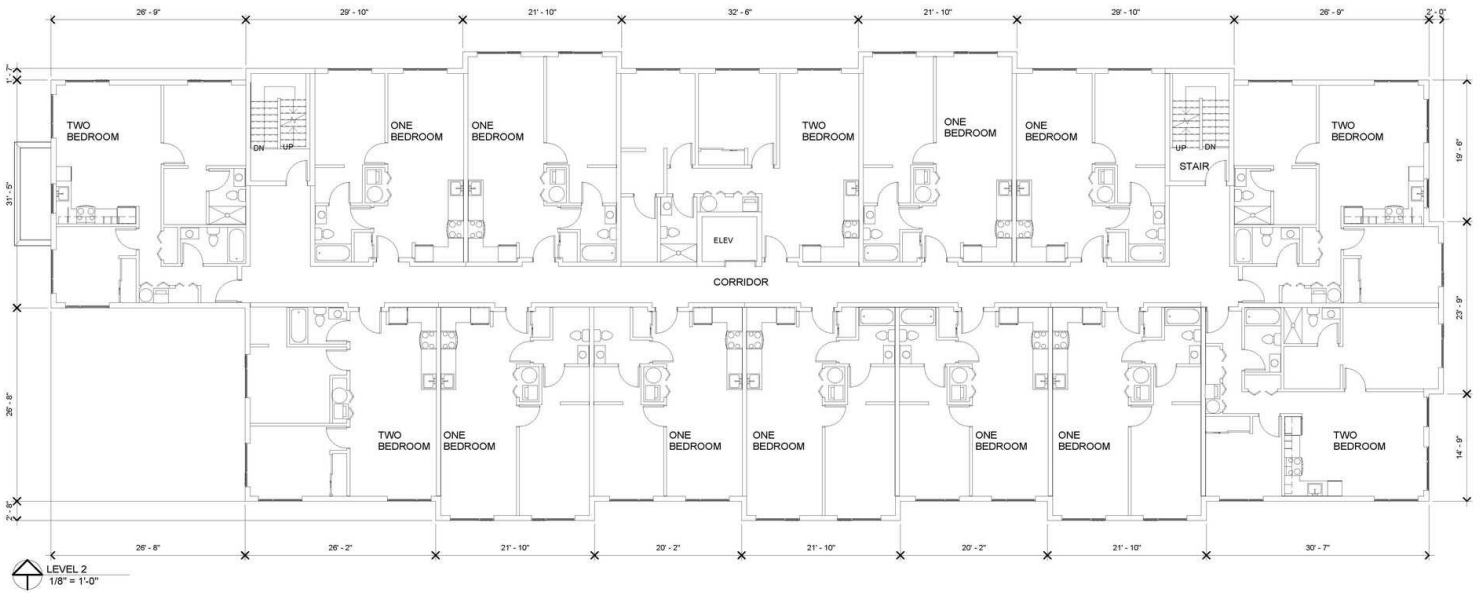 26' - 9"
29' - 10"
21' - 10"
32' - 6"
21' - 10"
29' - 10"
26' - 9"
2' - 0"
1' - 7"
31' - 5"
26' - 8"
2' - 8"
19' - 6"
23' - 9"
14' - 9"
TWO
BEDROOM
DN
UP
ONE
BEDROOM
ONE
BEDROOM
TWO
BEDROOM
ONE
BEDROOM
ONE
BEDROOM
UP
DN
STAIR
TWO
BEDROOM
ELEV
CORRIDOR
TWO
BEDROOM
ONE
BEDROOM
ONE
BEDROOM
ONE
BEDROOM
ONE
BEDROOM
ONE
BEDROOM
TWO
BEDROOM
26' - 8"
26' - 2"
21' - 10"
20' - 2"
21' - 10"
20' - 2"
21' - 10"
30' - 7"
LEVEL 2
1/8" = 1'-0"